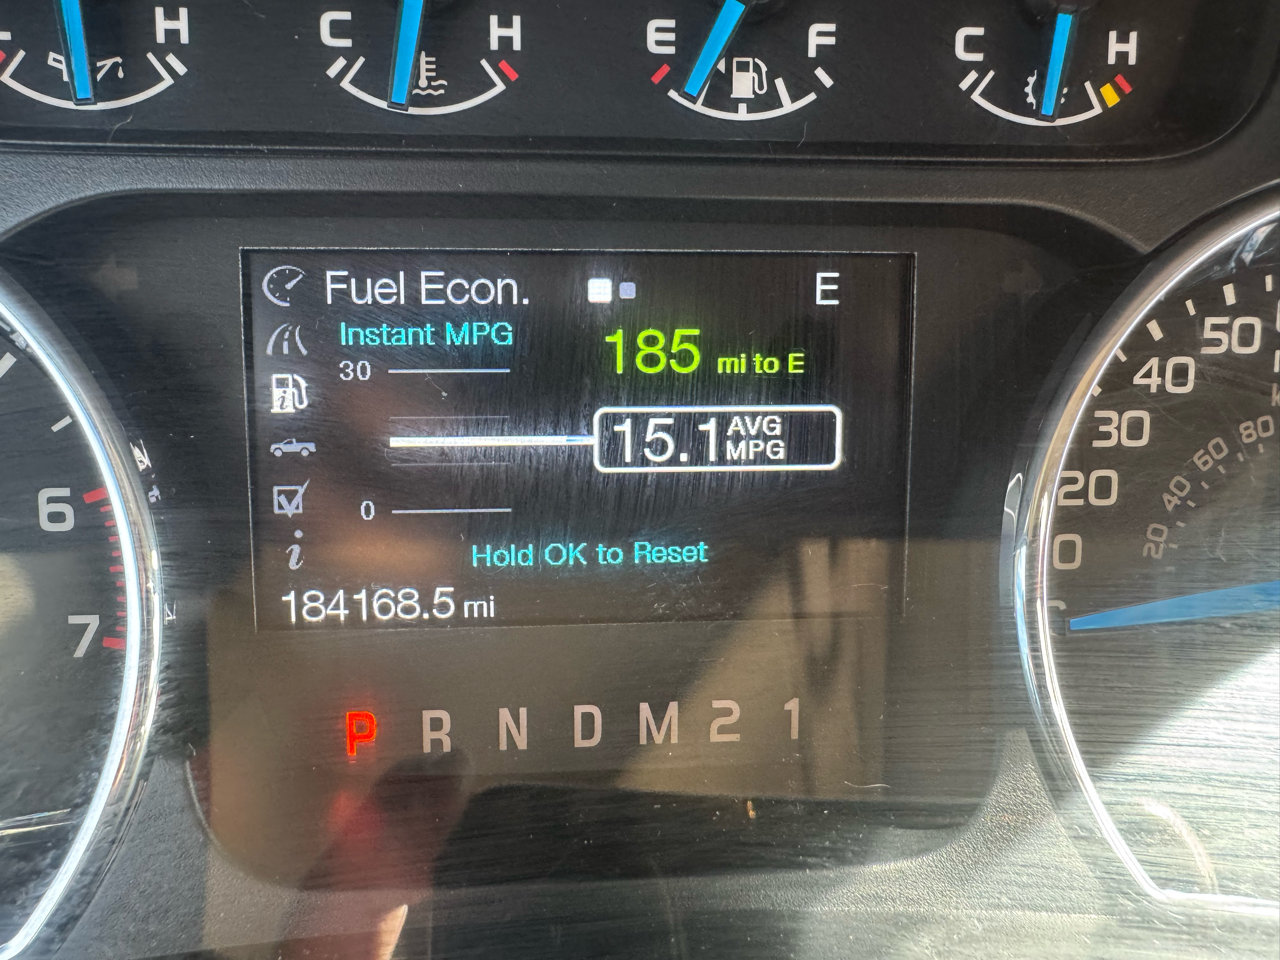 H
C H
E F
C H
Fuel Econ. E
Instant MPG
185 mi to E
30
15.1 AVG MPG
0
Hold OK to Reset
184168.5 mi
P R N D M 2 1
6
7
50
40
30
20
0
80
60
40
20